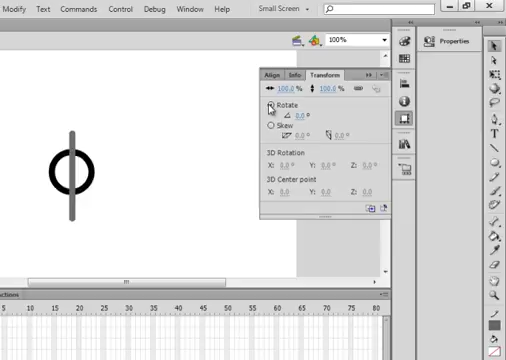 Modify Text Commands Control Debug Window Help Small Screen
100%
Align Info Transform Properties
100.0 % 100.0 %
Rotate
0.0 °
Skew
0.0 ° 0.0 °
3D Rotation
X: 0.0 ° Y: 0.0 ° Z: 0.0 °
3D Center point
X: 0.0 Y: 0.0 Z: 0.0
ctions
5 10 15 20 25 30 35 40 45 50 55 60 65 70 75 80